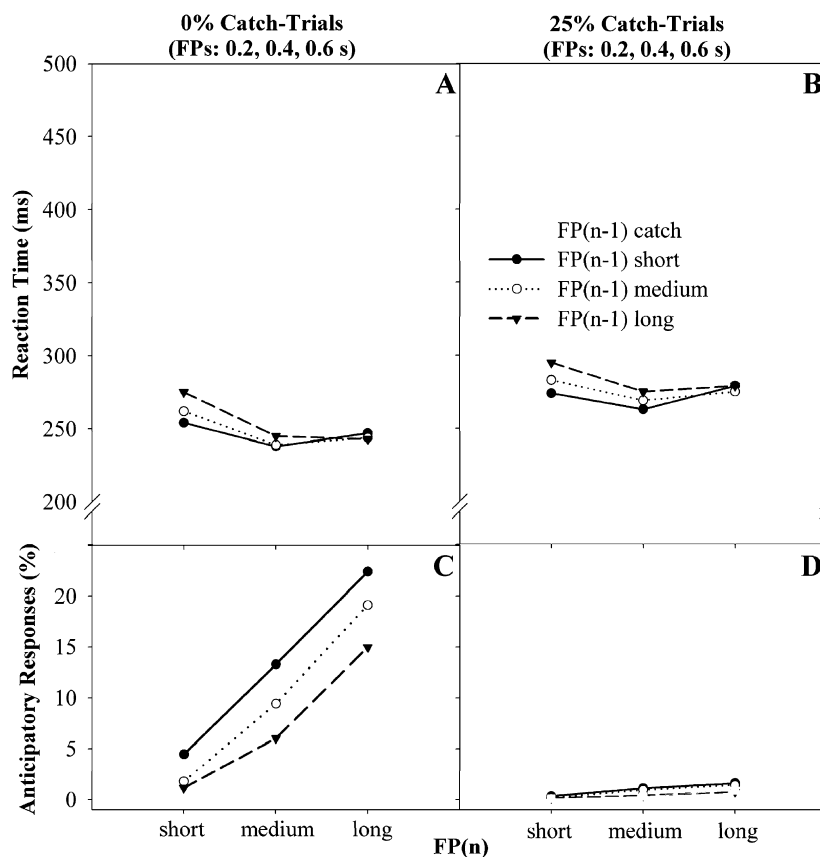 0% Catch-Trials
(FPs: 0.2, 0.4, 0.6 s)
25% Catch-Trials
(FPs: 0.2, 0.4, 0.6 s)
A
B
Reaction Time (ms)
500
450
400
350
300
250
200
FP(n-1) catch
FP(n-1) short
FP(n-1) medium
FP(n-1) long
C
D
Anticipatory Responses (%)
20
15
10
5
0
short medium long
short medium long
FP(n)